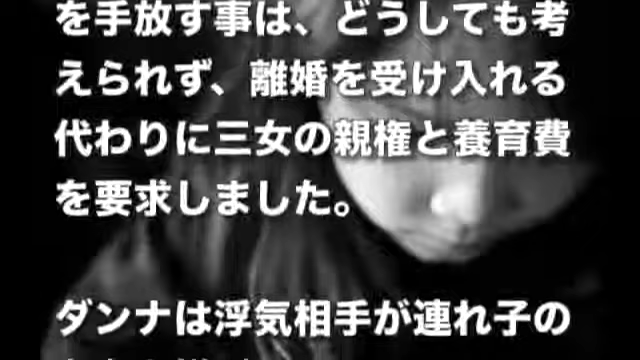 を手放す事は、どうしても考
えられず、離婚を受け入れる
代わりに三女の親権と養育費
を要求しました。
ダンナは浮気相手が連れ子の